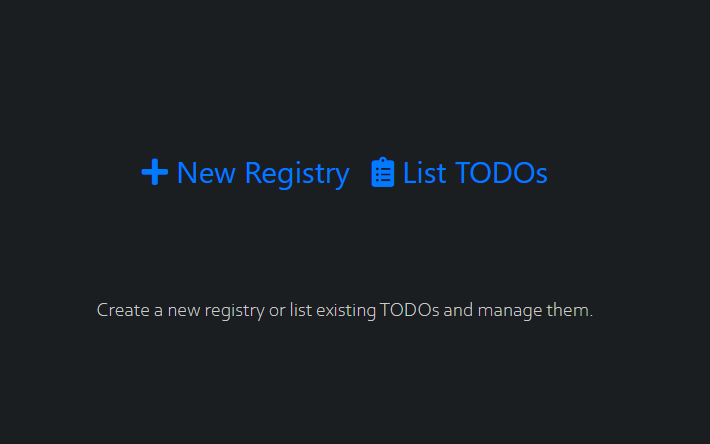 New Registry List TODOs
Create a new registry or list existing TODOs and manage them.